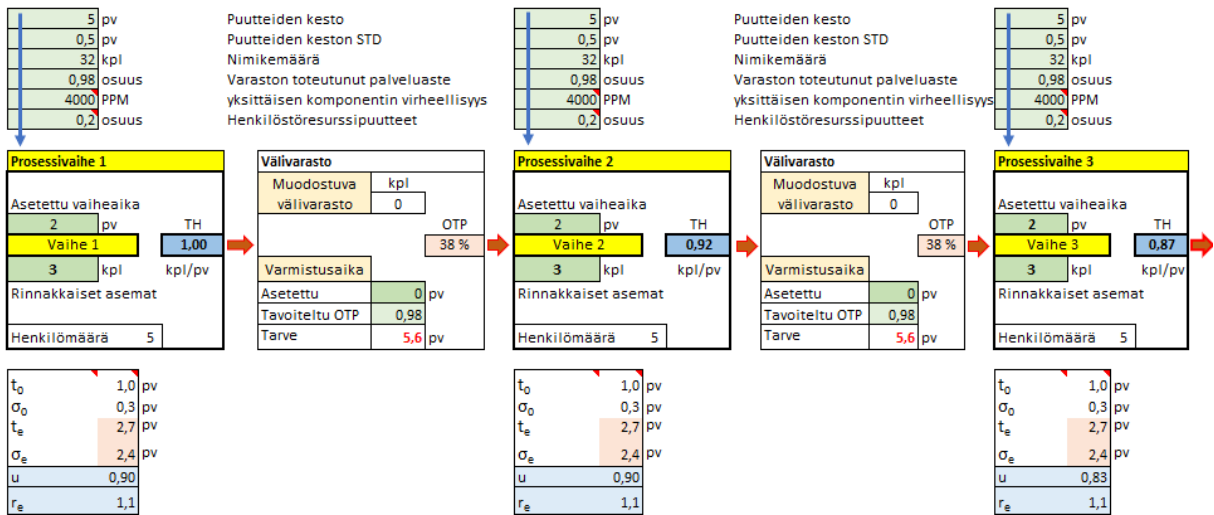 5 pv Puutteiden kesto 5 pv Puutteiden kesto 5 pv
0,5 pv Puutteiden keston STD 0,5 pv Puutteiden keston STD 0,5 pv
32 kpl Nimikemäärä 32 kpl Nimikemäärä 32 kpl
0,98 osuus Varaston toteutunut palveluaste 0,98 osuus Varaston toteutunut palveluaste 0,98 osuus
4000 PPM yksittäisen komponentin virheellisyys 4000 PPM yksittäisen komponentin virheellisyys 4000 PPM
0,2 osuus Henkilöstöresurssipuutteet 0,2 osuus Henkilöstöresurssipuutteet 0,2 osuus
Prosessivaihe 1 Välivarasto Prosessivaihe 2 Välivarasto Prosessivaihe 3
Muodostuva kpl Muodostuva kpl
Asetettu vaiheaika välivarasto 0 Asetettu vaiheaika välivarasto 0 Asetettu vaiheaika
2 pv TH OTP 2 pv TH OTP 2 pv TH
Vaihe 1 1,00 38 % Vaihe 2 0,92 38 % Vaihe 3 0,87
3 kpl kpl/pv Varmistusaika 3 kpl kpl/pv Varmistusaika 3 kpl kpl/pv
Rinnakkaiset asemat Asetettu 0 pv Rinnakkaiset asemat Asetettu 0 pv Rinnakkaiset asemat
Tavoiteltu OTP 0,98 Tavoiteltu OTP 0,98
Henkilömäärä 5 Tarve 5,6 pv Henkilömäärä 5 Tarve 5,6 pv Henkilömäärä 5
t₀ 1,0 pv t₀ 1,0 pv t₀ 1,0 pv
σ₀ 0,3 pv σ₀ 0,3 pv σ₀ 0,3 pv
tₑ 2,7 pv tₑ 2,7 pv tₑ 2,7 pv
σₑ 2,4 pv σₑ 2,4 pv σₑ 2,4 pv
u 0,90 u 0,90 u 0,83
rₑ 1,1 rₑ 1,1 rₑ 1,1